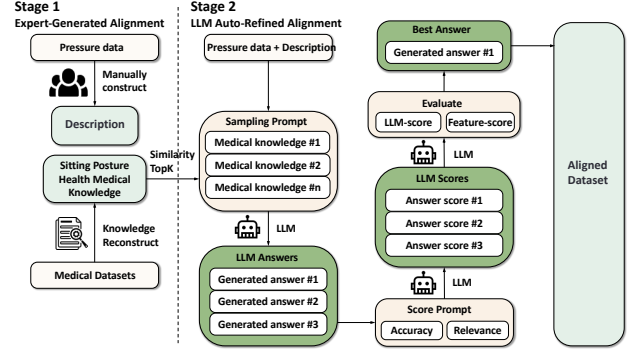 Stage 1
Expert-Generated Alignment
Pressure data
Manually
construct
Description
Sitting Posture
Health Medical
Knowledge
Knowledge
Reconstruct
Medical Datasets
Similarity
TopK
Stage 2
LLM Auto-Refined Alignment
Pressure data + Description
Sampling Prompt
Medical knowledge #1
Medical knowledge #2
Medical knowledge #n
LLM
LLM Answers
Generated answer #1
Generated answer #2
Generated answer #3
Best Answer
Generated answer #1
Evaluate
LLM-score
Feature-score
LLM
LLM Scores
Answer score #1
Answer score #2
Answer score #3
LLM
Score Prompt
Accuracy
Relevance
Aligned
Dataset